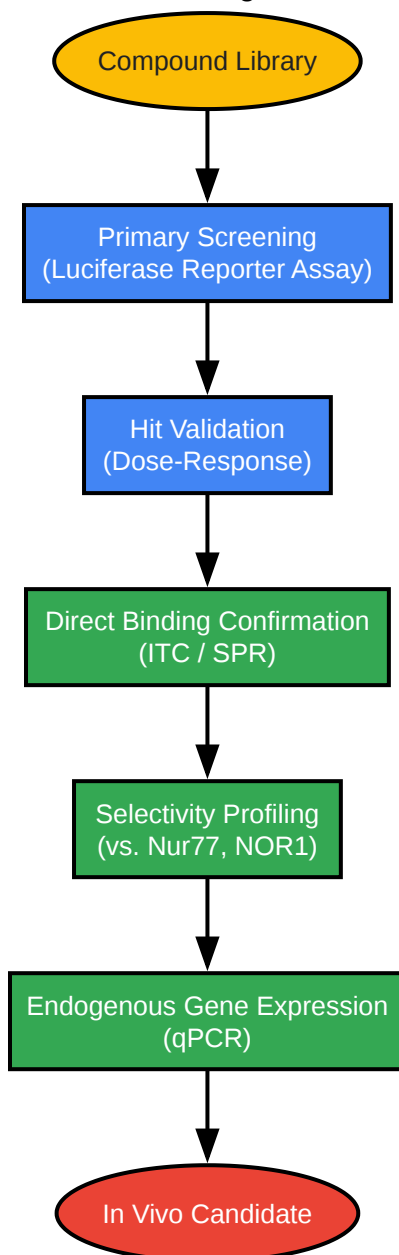 Compound Library
Primary Screening
(Luciferase Reporter Assay)
Hit Validation
(Dose-Response)
Direct Binding Confirmation
(ITC / SPR)
Selectivity Profiling
(vs. Nur77, NOR1)
Endogenous Gene Expression
(qPCR)
In Vivo Candidate